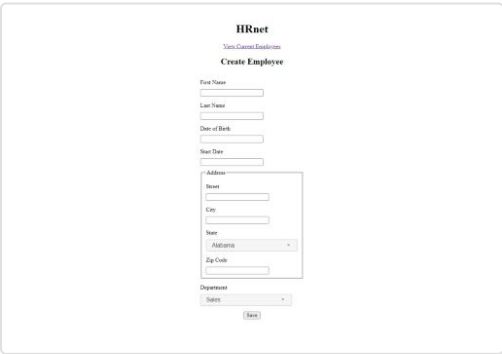 HRnet
View Current Employees
Create Employee
First Name
Last Name
Date of Birth
Start Date
Address
Street
City
State
Alabama
Zip Code
Department
Sales
Save